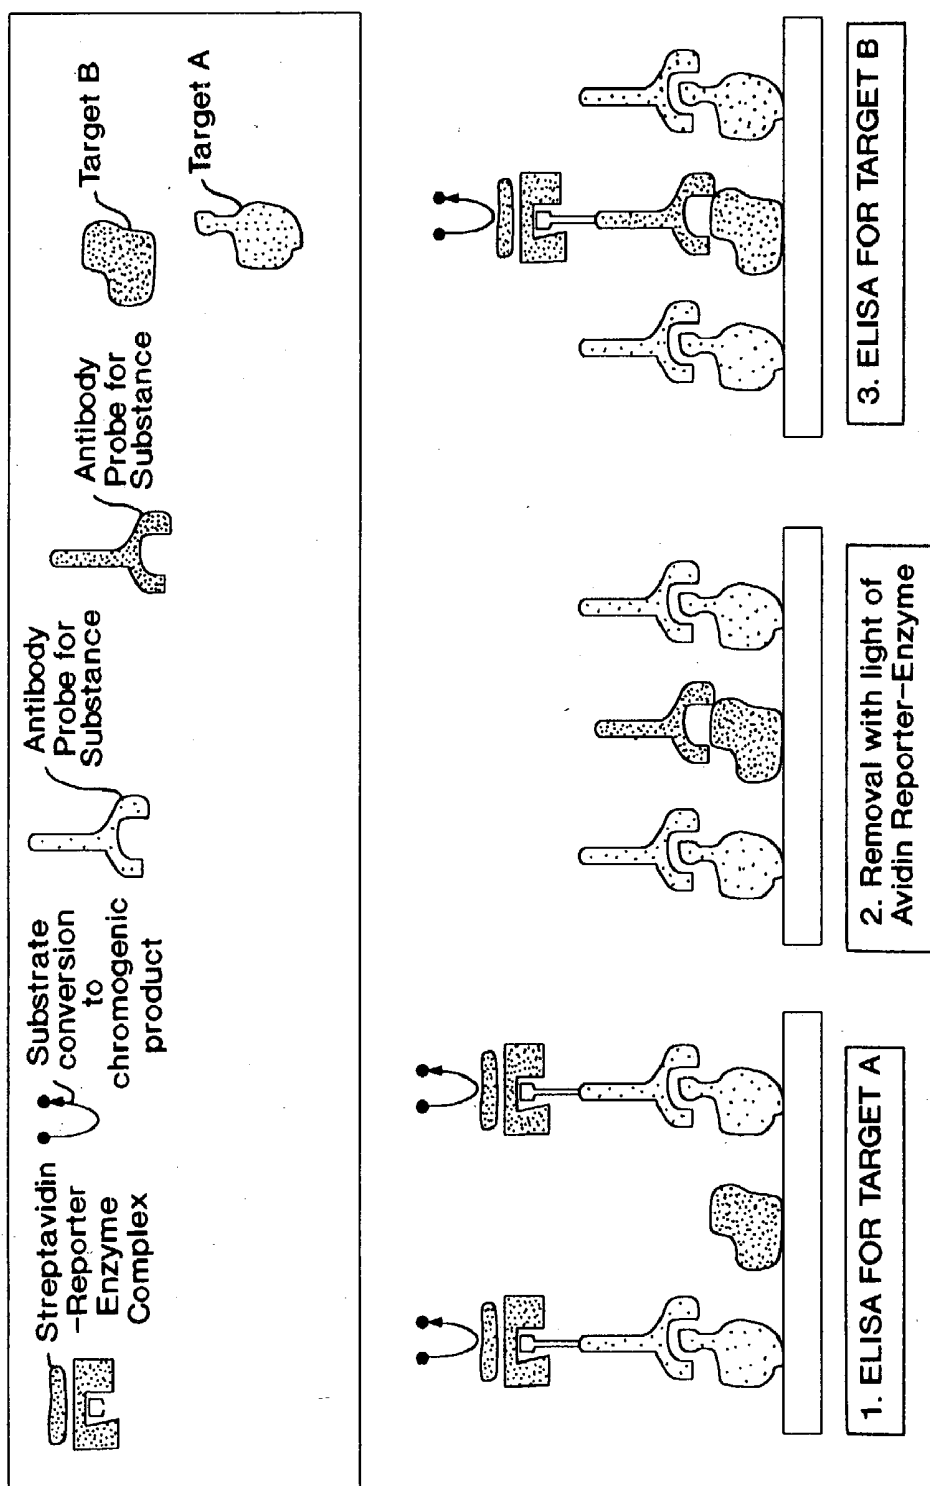 Streptavidin
-Reporter
Enzyme
Complex
Substrate
conversion
to
chromogenic
product
Antibody
Probe for
Substance
Antibody
Probe for
Substance
Target B
Target A
1. ELISA FOR TARGET A
2. Removal with light of
Avidin Reporter-Enzyme
3. ELISA FOR TARGET B